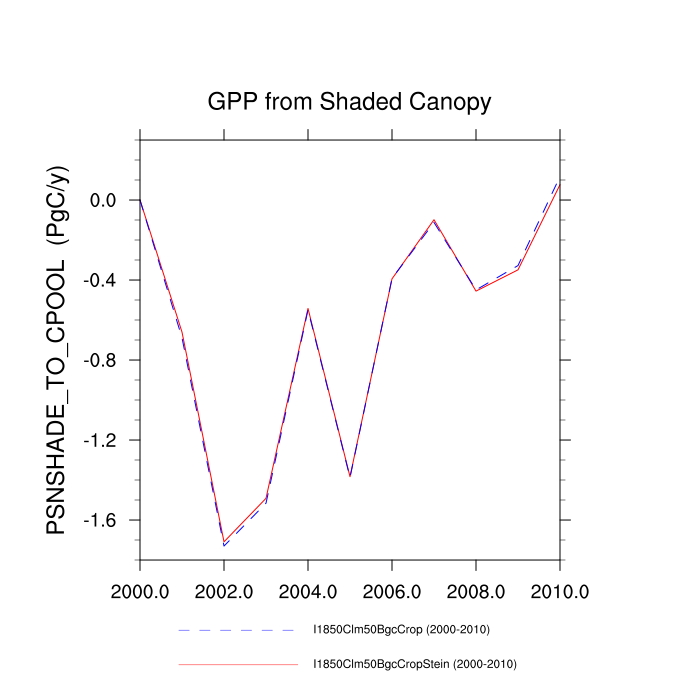 GPP from Shaded Canopy
PSNSHADE_TO_CPOOL (PgC/y)
0.0
-0.4
-0.8
-1.2
-1.6
2000.0 2002.0 2004.0 2006.0 2008.0 2010.0
I1850Clm50BgcCrop (2000-2010)
I1850Clm50BgcCropStein (2000-2010)